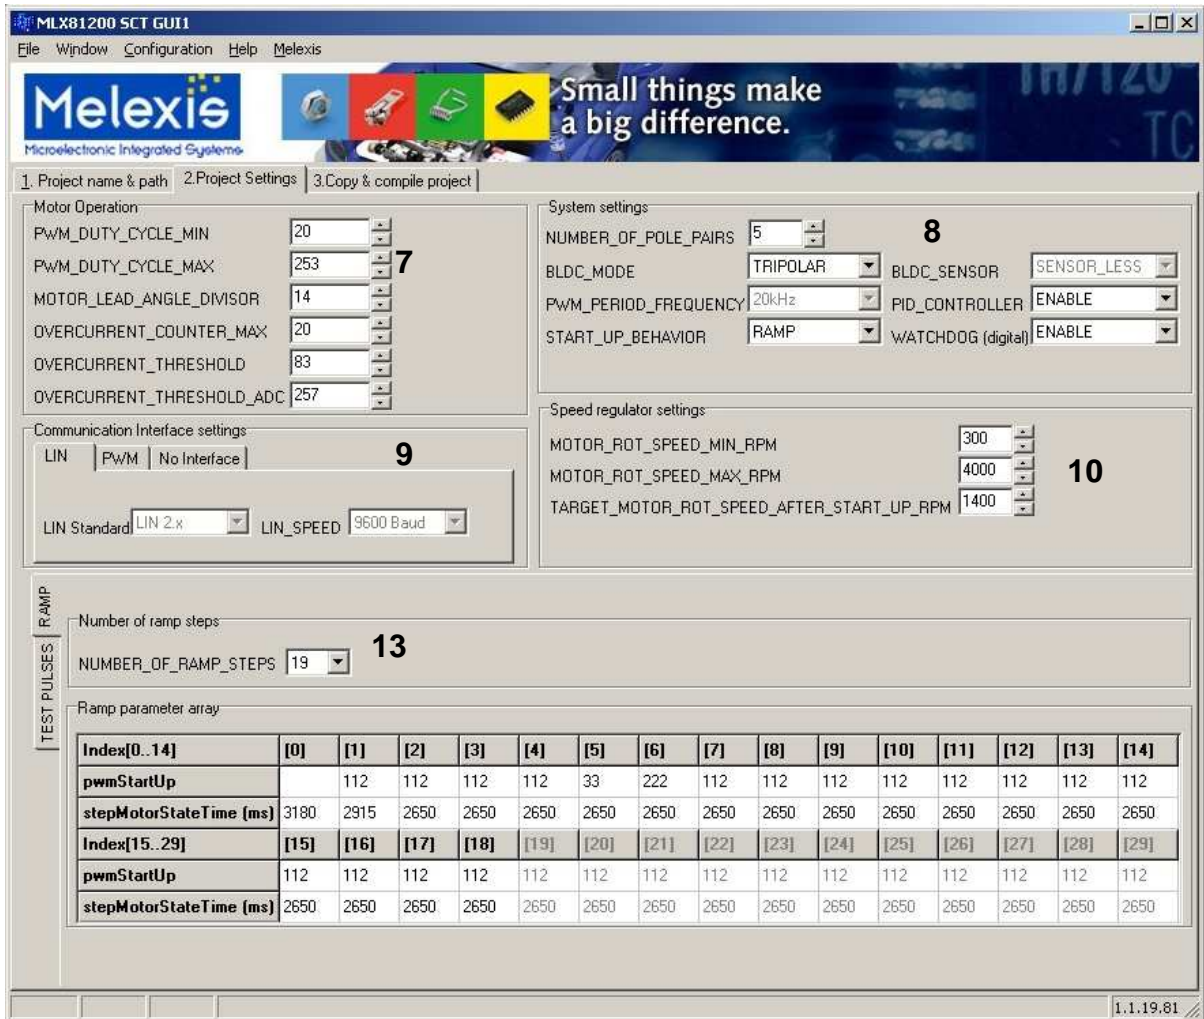 MLX81200 SCT GUI1
File Window Configuration Help Melexis
Melexis
Microelectronic Integrated Systems
Small things make
a big difference.
TH7120
TC
1. Project name & path 2.Project Settings 3.Copy & compile project
Motor Operation
PWM_DUTY_CYCLE_MIN 20
PWM_DUTY_CYCLE_MAX 253
7
MOTOR_LEAD_ANGLE_DIVISOR 14
OVERCURRENT_COUNTER_MAX 20
OVERCURRENT_THRESHOLD 83
OVERCURRENT_THRESHOLD_ADC 257
System settings
8
NUMBER_OF_POLE_PAIRS 5
BLDC_MODE TRIPOLAR BLDC_SENSOR SENSOR_LESS
PWM_PERIOD_FREQUENCY 20kHz PID_CONTROLLER ENABLE
START_UP_BEHAVIOR RAMP WATCHDOG (digital) ENABLE
Communication Interface settings
9
LIN PWM No Interface
LIN Standard LIN 2.x LIN_SPEED 9600 Baud
Speed regulator settings
MOTOR_ROT_SPEED_MIN_RPM 300
MOTOR_ROT_SPEED_MAX_RPM 4000
10
TARGET_MOTOR_ROT_SPEED_AFTER_START_UP_RPM 1400
RAMP
TEST PULSES
Number of ramp steps
NUMBER_OF_RAMP_STEPS 19
13
Ramp parameter array
Index[0..14] [0] [1] [2] [3] [4] [5] [6] [7] [8] [9] [10] [11] [12] [13] [14]
pwmStartUp 112 112 112 112 33 222 112 112 112 112 112 112 112 112
stepMotorStateTime (ms) 3180 2915 2650 2650 2650 2650 2650 2650 2650 2650 2650 2650 2650 2650 2650
Index[15..29] [15] [16] [17] [18] [19] [20] [21] [22] [23] [24] [25] [26] [27] [28] [29]
pwmStartUp 112 112 112 112 112 112 112 112 112 112 112 112 112 112 112
stepMotorStateTime (ms) 2650 2650 2650 2650 2650 2650 2650 2650 2650 2650 2650 2650 2650 2650 2650
1.1.19.81